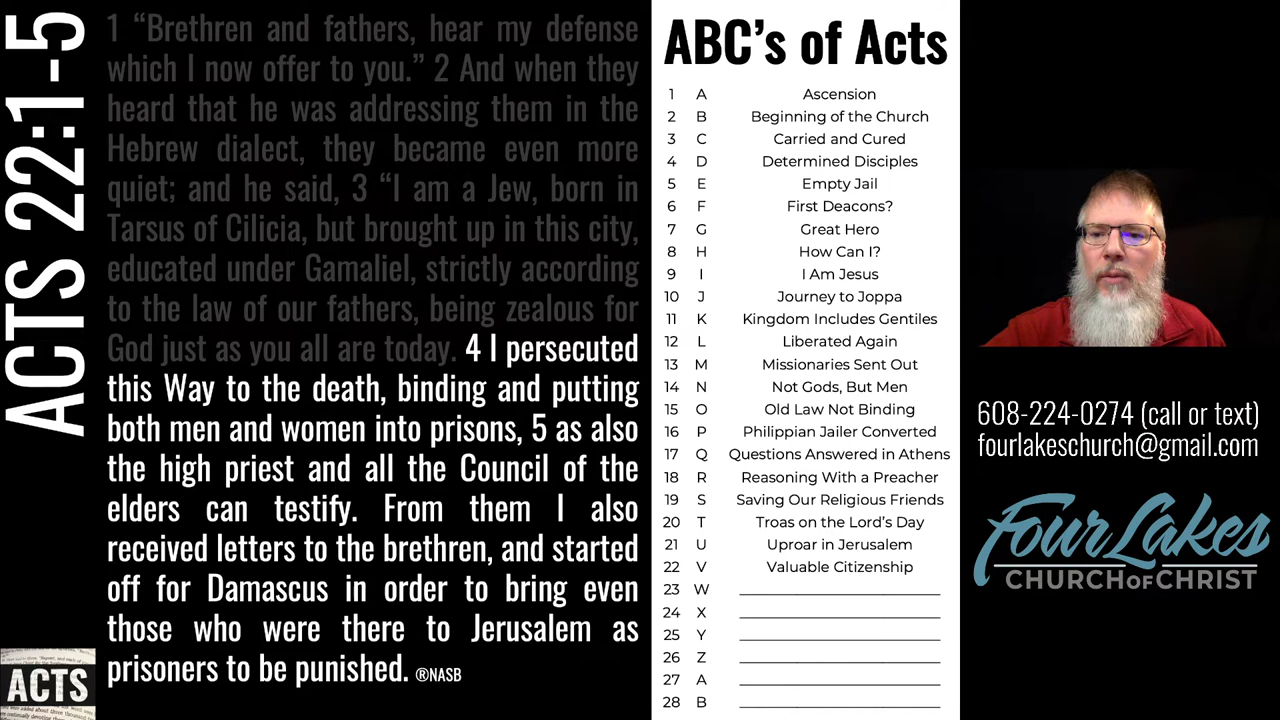 ACTS 22:1-5
1 “Brethren and fathers, hear my defense
which I now offer to you.” 2 And when they
heard that he was addressing them in the
Hebrew dialect, they became even more
quiet; and he said, 3 “I am a Jew, born in
Tarsus of Cilicia, but brought up in this city,
educated under Gamaliel, strictly according
to the law of our fathers, being zealous for
God just as you all are today. 4 I persecuted
this Way to the death, binding and putting
both men and women into prisons, 5 as also
the high priest and all the Council of the
elders can testify. From them I also
received letters to the brethren, and started
off for Damascus in order to bring even
those who were there to Jerusalem as
prisoners to be punished. ®NASB
ACTS
ABC’s of Acts
1 A Ascension
2 B Beginning of the Church
3 C Carried and Cured
4 D Determined Disciples
5 E Empty Jail
6 F First Deacons?
7 G Great Hero
8 H How Can I?
9 I I Am Jesus
10 J Journey to Joppa
11 K Kingdom Includes Gentiles
12 L Liberated Again
13 M Missionaries Sent Out
14 N Not Gods, But Men
15 O Old Law Not Binding
16 P Philippian Jailer Converted
17 Q Questions Answered in Athens
18 R Reasoning With a Preacher
19 S Saving Our Religious Friends
20 T Troas on the Lord’s Day
21 U Uproar in Jerusalem
22 V Valuable Citizenship
23 W
24 X
25 Y
26 Z
27 A
28 B
608-224-0274 (call or text)
fourlakeschurch@gmail.com
Four Lakes
CHURCH OF CHRIST